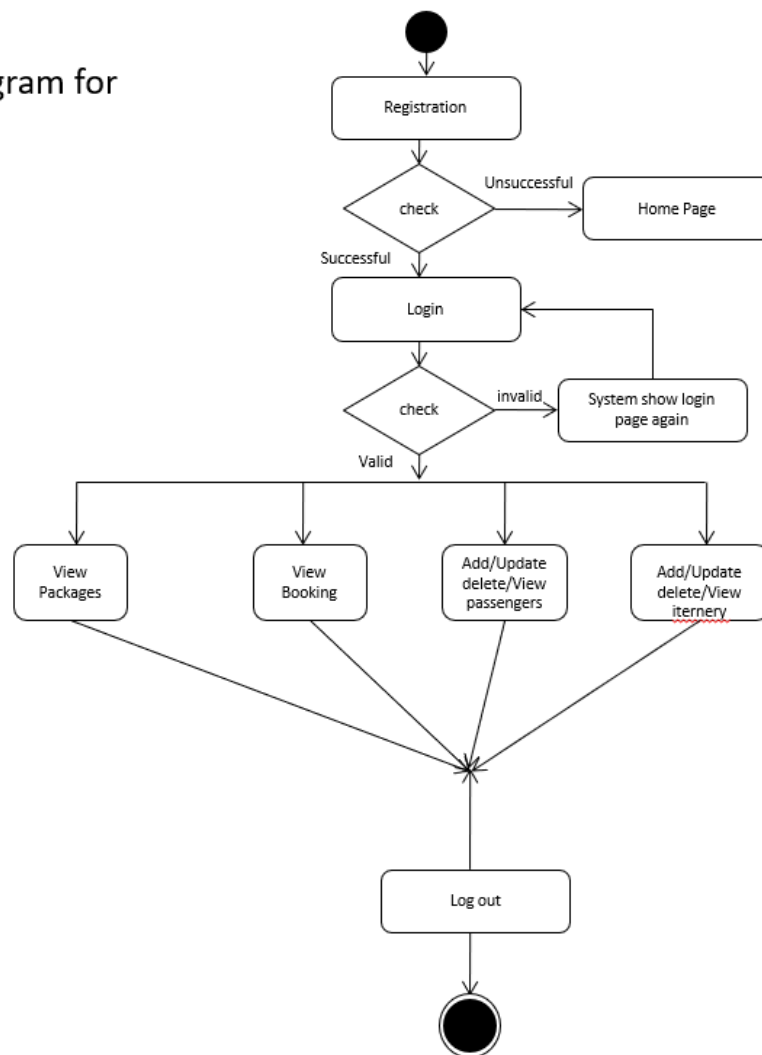 gram for
Registration
Unsuccessful
check
Home Page
Successful
Login
invalid
check
System show login
page again
Valid
View
Packages
View
Booking
Add/Update
delete/View
passengers
Add/Update
delete/View
iternery
Log out